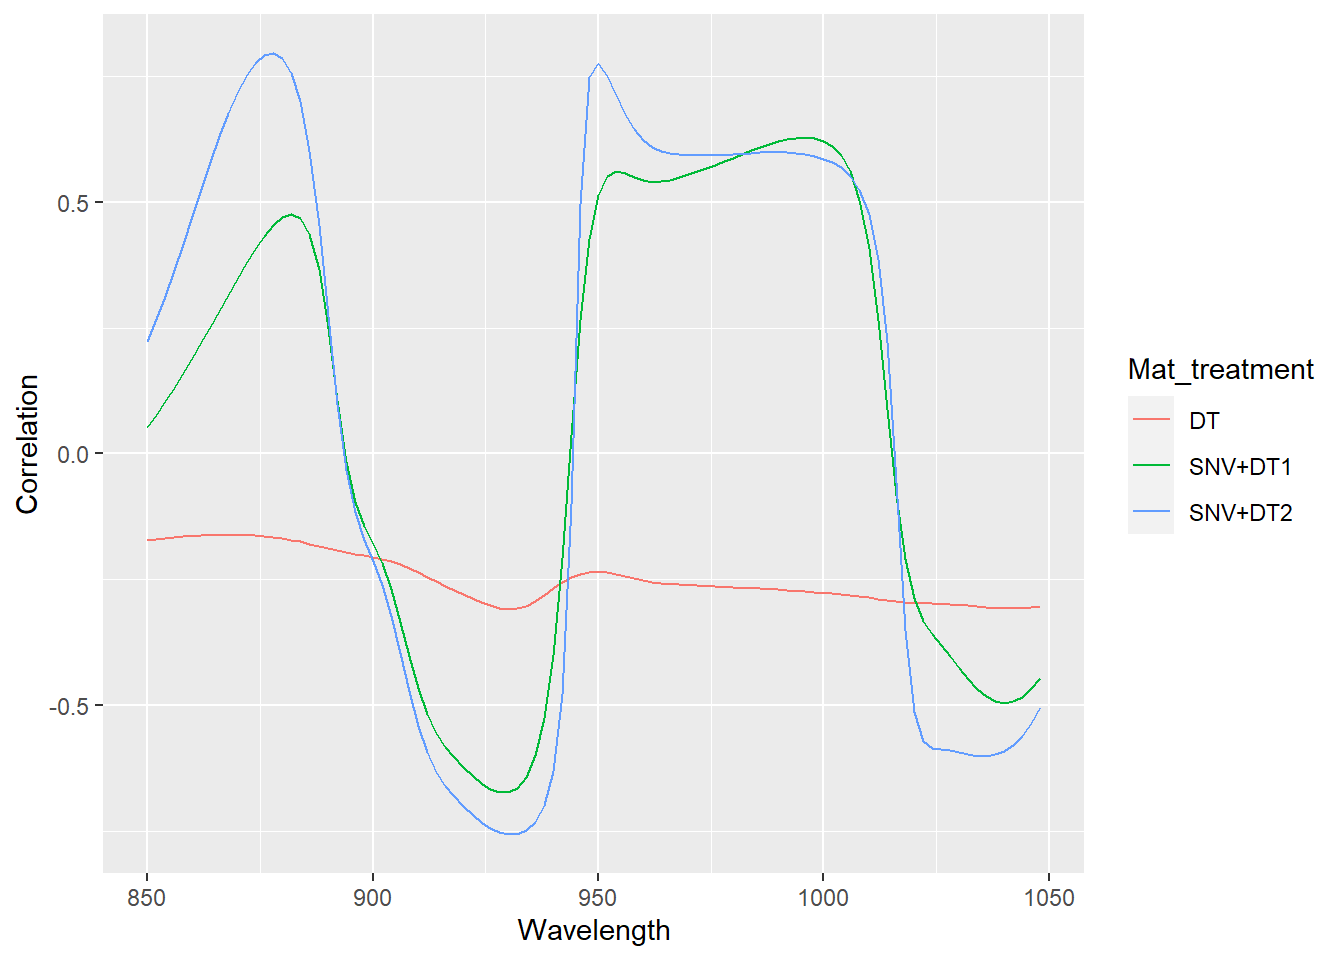 0.5
0.0
-0.5
Correlation
850
900
950
1000
1050
Wavelength
Mat_treatment
DT
SNV+DT1
SNV+DT2